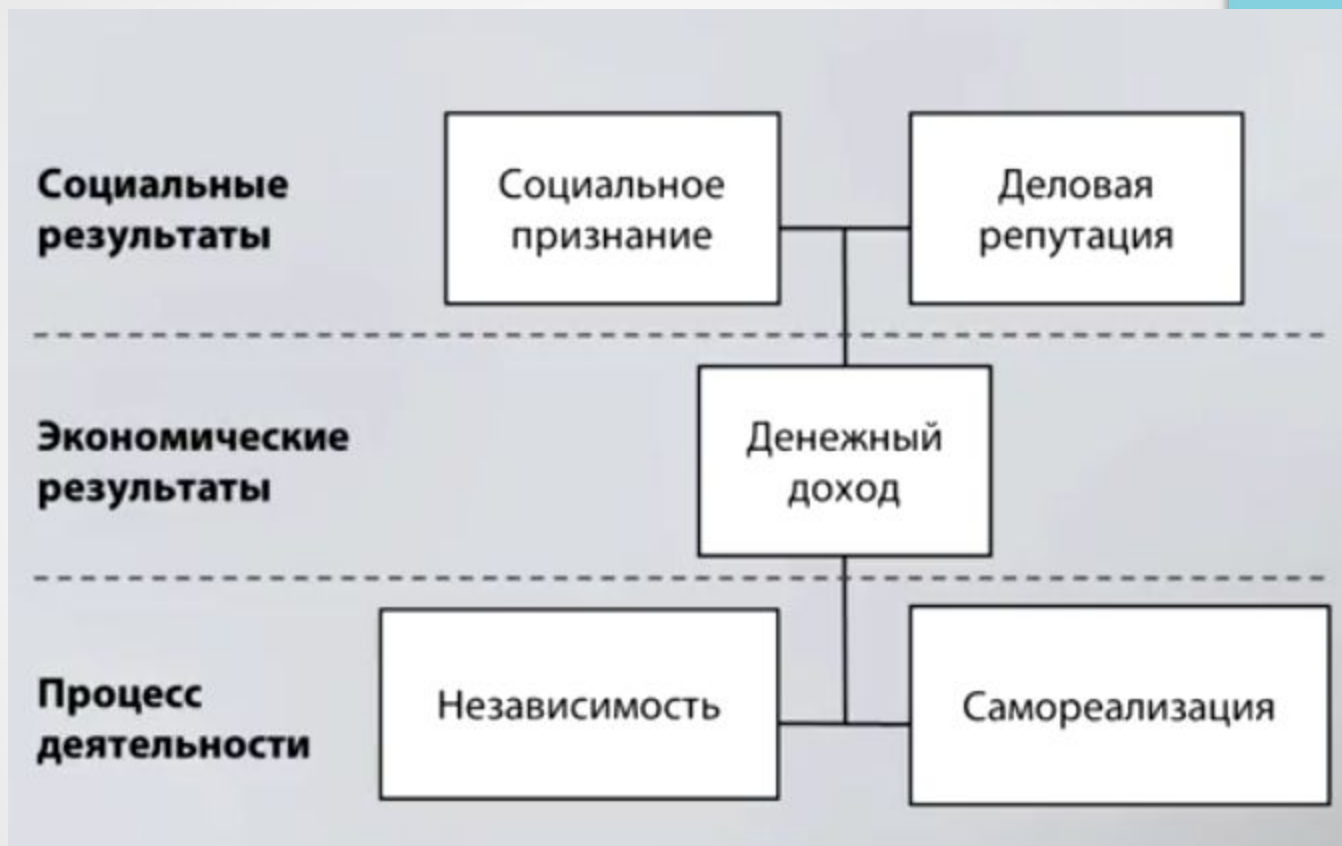 Социальные
результаты
Социальное
признание
Деловая
репутация
Экономические
результаты
Денежный
доход
Процесс
деятельности
Независимость
Самореализация